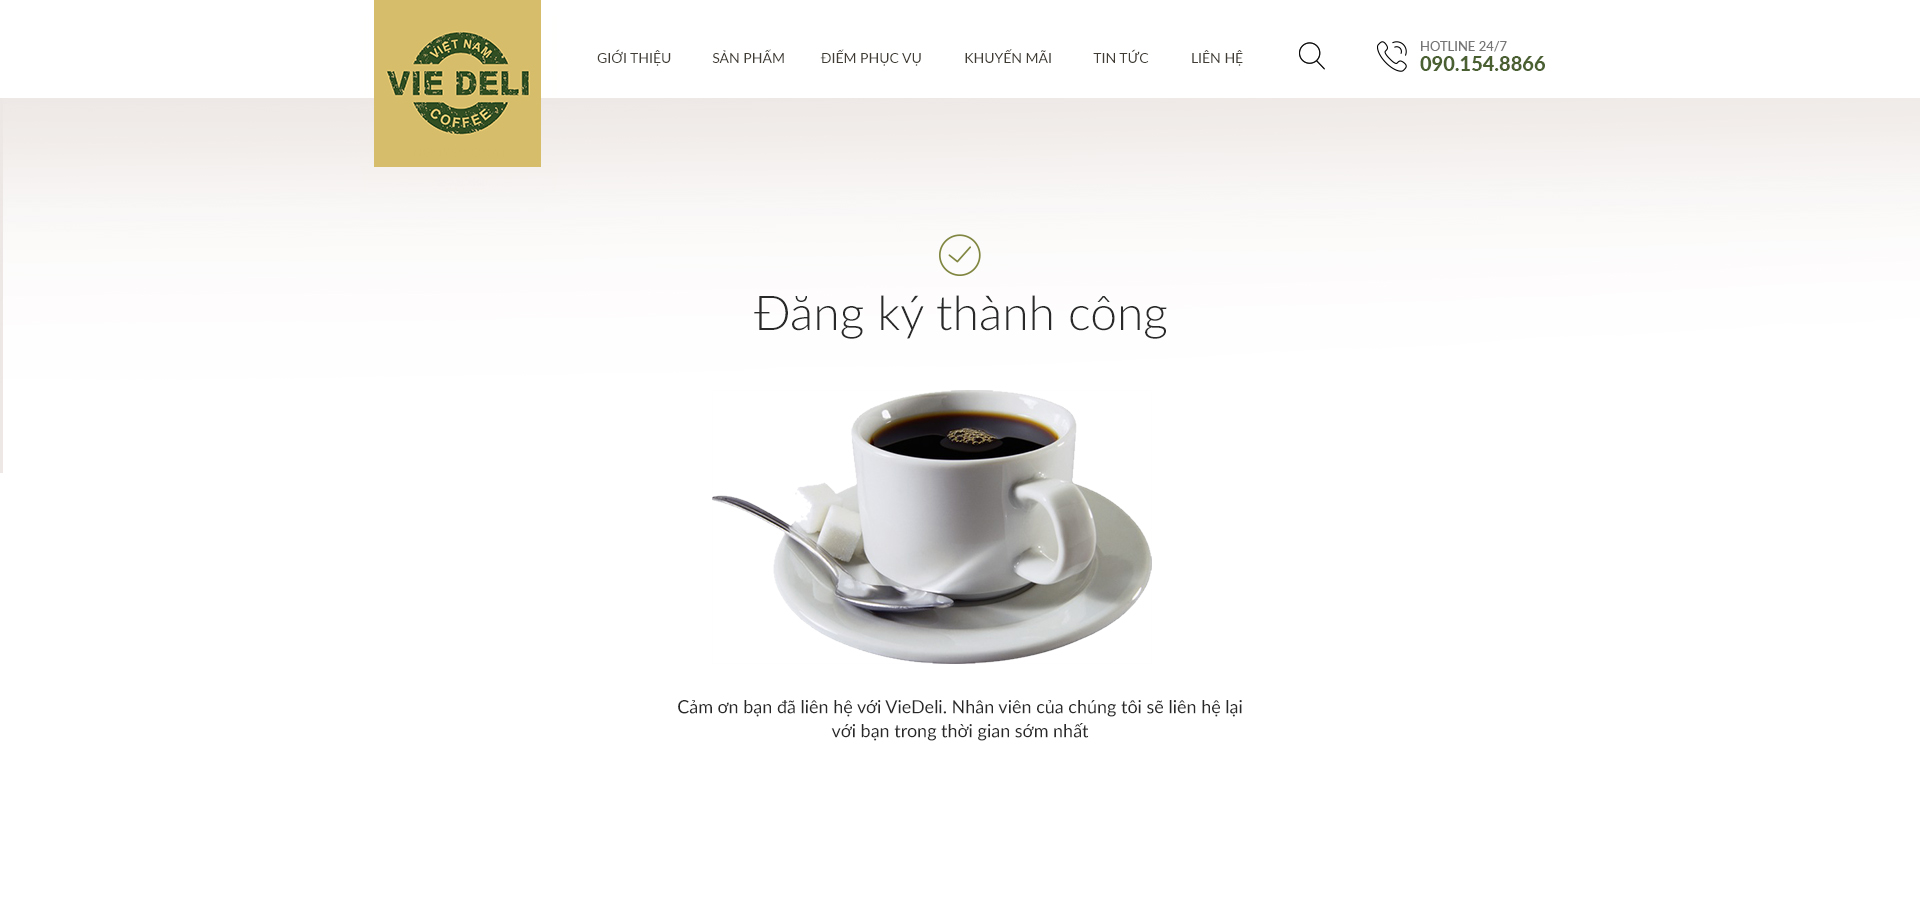 VIỆT NAM
VIE DELI
COFFEE
GIỚI THIỆU
SẢN PHẨM
ĐIỂM PHỤC VỤ
KHUYẾN MÃI
TIN TỨC
LIÊN HỆ
HOTLINE 24/7
090.154.8866
Đăng ký thành công
Cảm ơn bạn đã liên hệ với VieDeli. Nhân viên của chúng tôi sẽ liên hệ lại
với bạn trong thời gian sớm nhất